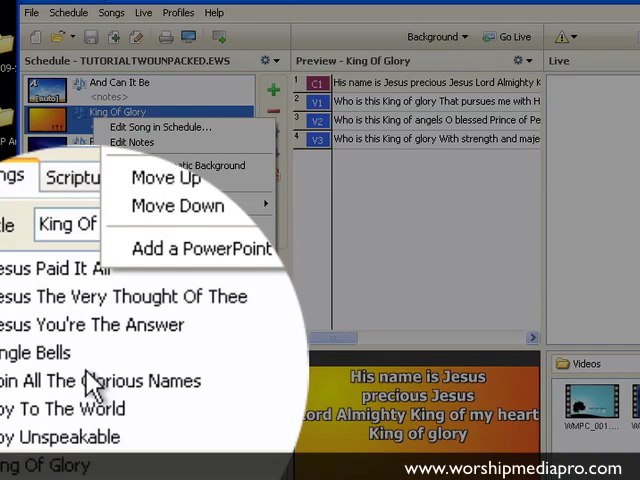 File Schedule Songs Live Profiles Help
Background Go Live
Schedule - TUTORIALTWOUNPACKED.EWS
Preview - King Of Glory
Live
09-
And Can It Be
<notes>
[auto]
King Of Glory
Edit Song in Schedule...
Edit Notes
atic Background
Move Up
Move Down
Add a PowerPoint
1 C1 His name is Jesus precious Jesus Lord Almighty K
2 V1 Who is this King of glory That pursues me with H
3 V2 Who is this King of angels O blessed Prince of Pe
4 V3 Who is this King of glory With strength and maje
ngs Scriptu
tle King Of
esus Paid It All
esus The Very Thought Of Thee
esus You're The Answer
ngle Bells
oin All The Glorious Names
oy To The World
oy Unspeakable
ng Of Glory
His name is Jesus
precious Jesus
Lord Almighty King of my heart
King of glory
Videos
WMPC_001....
www.worshipmediapro.com